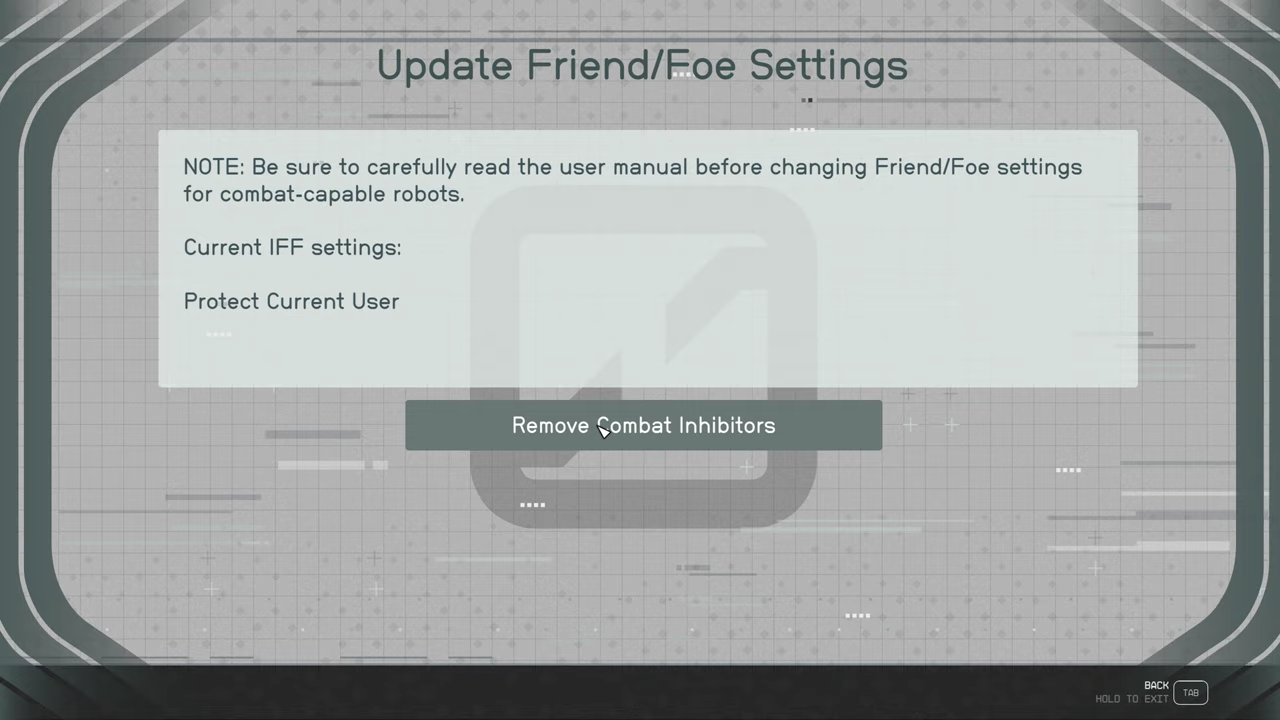 Update Friend/Foe Settings
NOTE: Be sure to carefully read the user manual before changing Friend/Foe settings
for combat-capable robots.
Current IFF settings:
Protect Current User
Remove Combat Inhibitors
BACK
HOLD TO EXIT
TAB